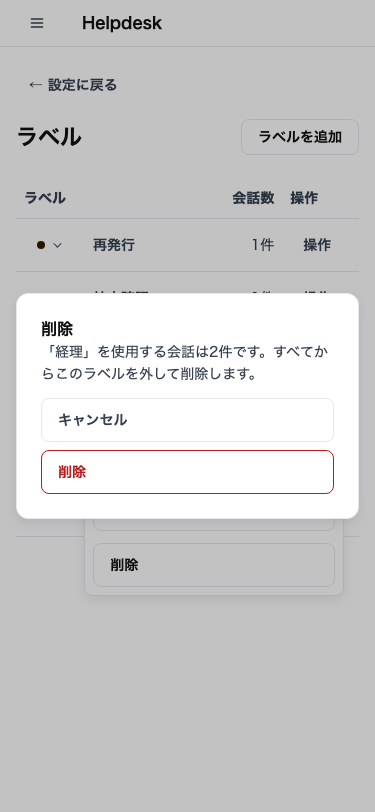 Helpdesk
← 設定に戻る
ラベル
ラベルを追加
ラベル 会話数 操作
再発行 1件 操作
削除
「経理」を使用する会話は2件です。すべてか
らこのラベルを外して削除します。
キャンセル
削除
削除